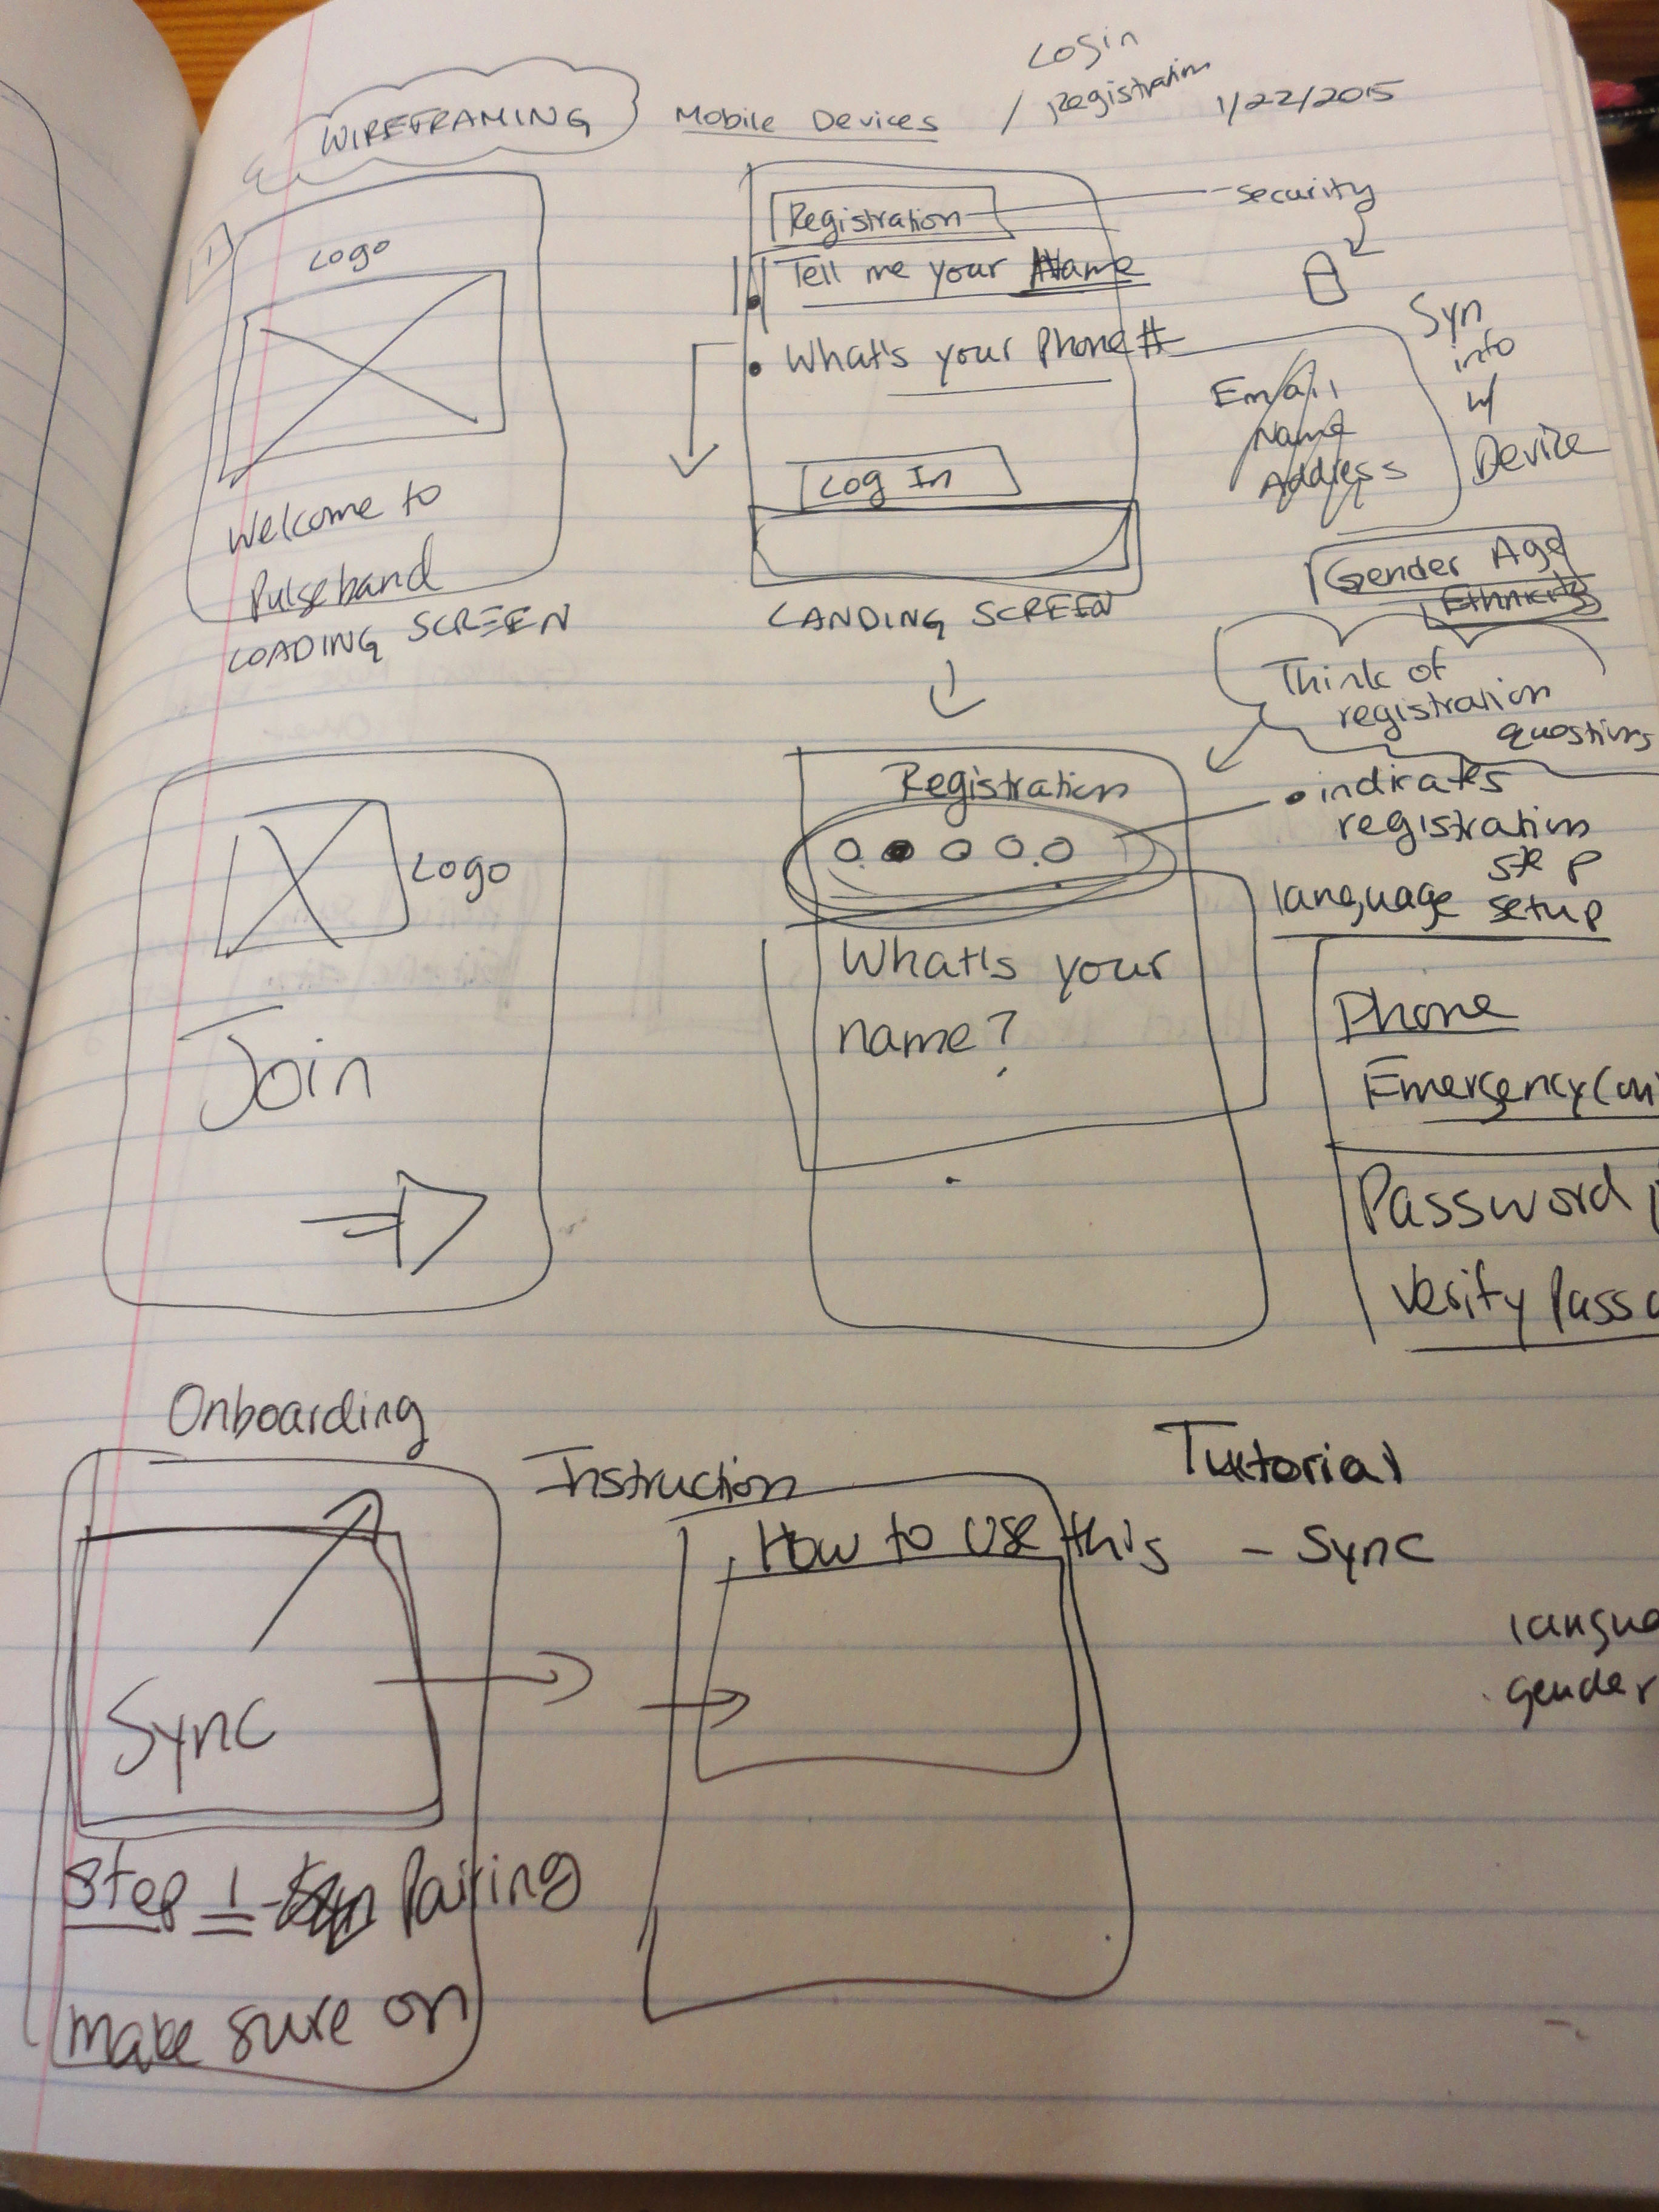 WIREFRAMING Mobile Devices / Login Registration 1/22/2015
1
Logo
Welcome to
Pulseband
LOADING SCREEN
Registration
Tell me your Name
What's your Phone #
Log In
LANDING SCREEN
security
Syn
into
w/
Device
Email
Name
Address
Gender Age
Ethnicity
Think of
registration
questions
Logo
Join
Registration
What's your
name?
indicates
registration
step
language setup
Phone
Emergency Con
Password
Verify Passw
Onboarding
Sync
Step 1 - Pairing
make sure on
Instruction
How to use this
Tutorial
- Sync
langua
gender